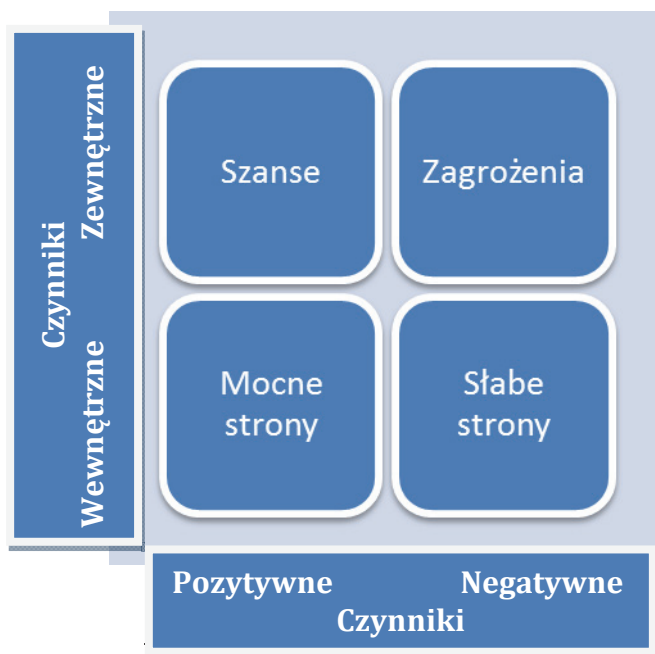 Czynniki
Wewnętrzne Zewnętrzne
Szanse
Zagrożenia
Mocne
strony
Słabe
strony
Pozytywne Negatywne
Czynniki